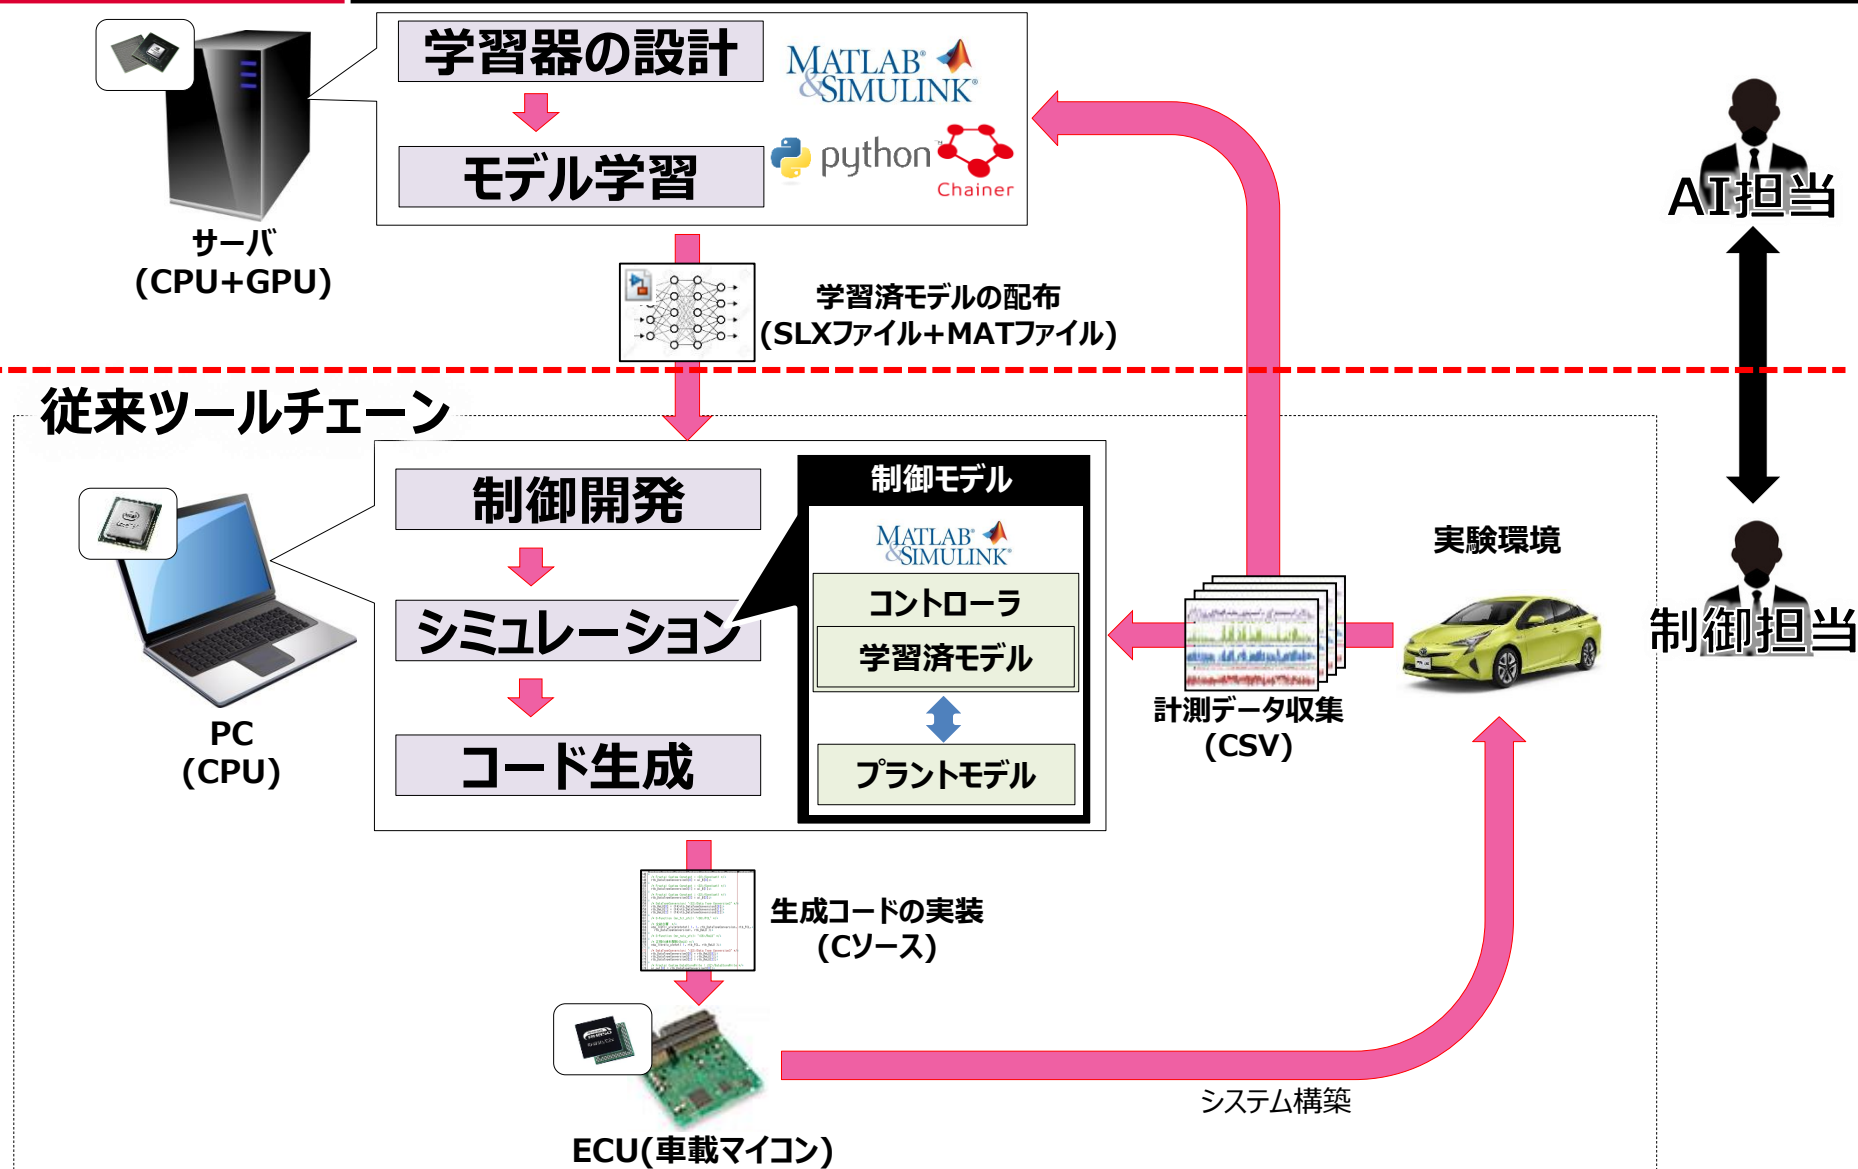 学習器の設計
MATLAB®
&SIMULINK®
モデル学習
python™
Chainer
サーバ
(CPU+GPU)
AI担当
学習済モデルの配布
(SLXファイル+MATファイル)
従来ツールチェーン
制御開発
制御モデル
MATLAB®
&SIMULINK®
実験環境
シミュレーション
コントローラ
学習済モデル
制御担当
計測データ収集
(CSV)
PC
(CPU)
コード生成
プラントモデル
生成コードの実装
(Cソース)
システム構築
ECU(車載マイコン)